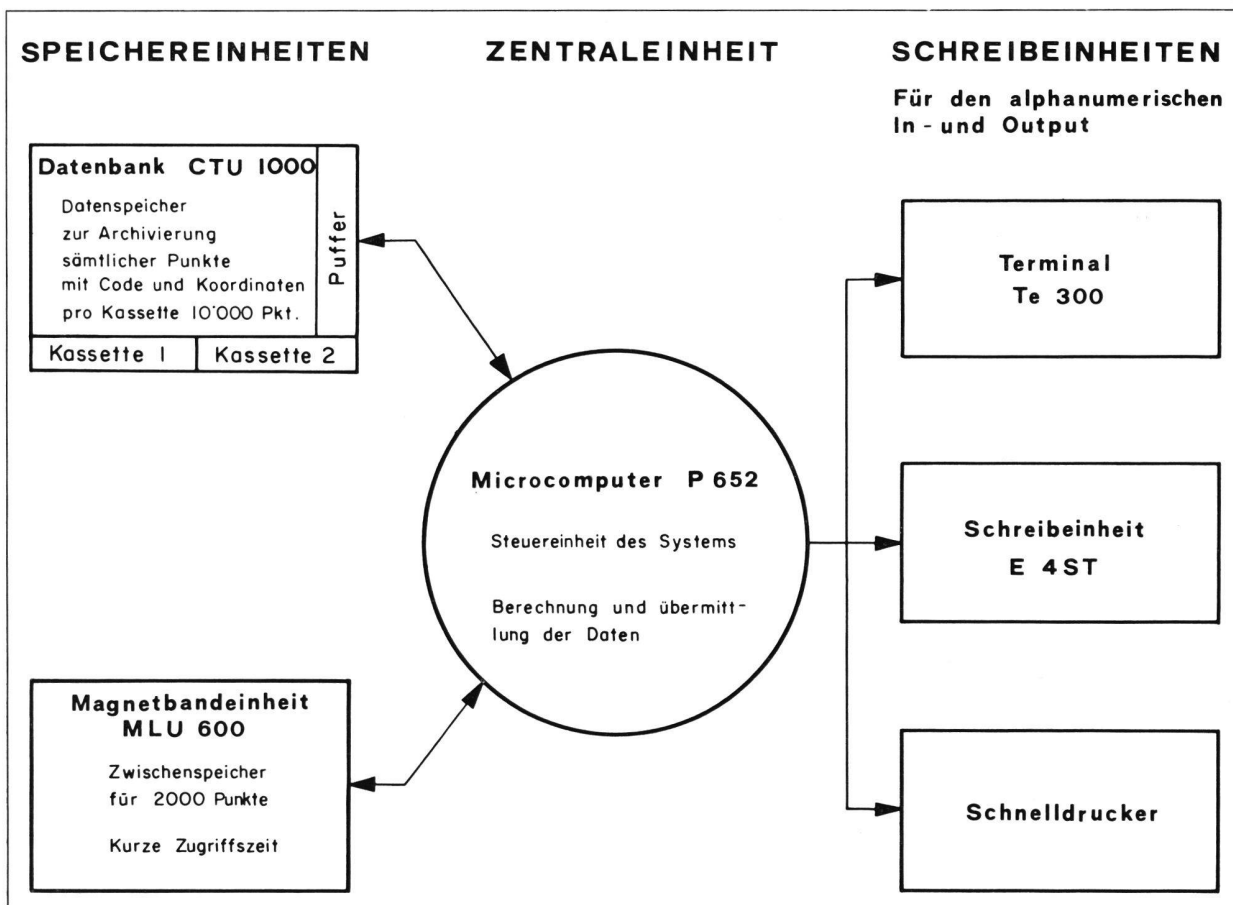 SPEICHEREINHEITEN
Datenbank CTU 1000
Datenspeicher
zur Archivierung
sämtlicher Punkte
mit Code und Koordinaten
pro Kassette 10'000 Pkt.
Puffer
Kassette 1
Kassette 2
Magnetbandeinheit
MLU 600
Zwischenspeicher
für 2000 Punkte
Kurze Zugriffszeit
ZENTRALEINHEIT
Microcomputer P 652
Steuereinheit des Systems
Berechnung und übermitt-
lung der Daten
SCHREIBEINHEITEN
Für den alphanumerischen
In - und Output
Terminal
Te 300
Schreibeinheit
E 4ST
Schnelldrucker